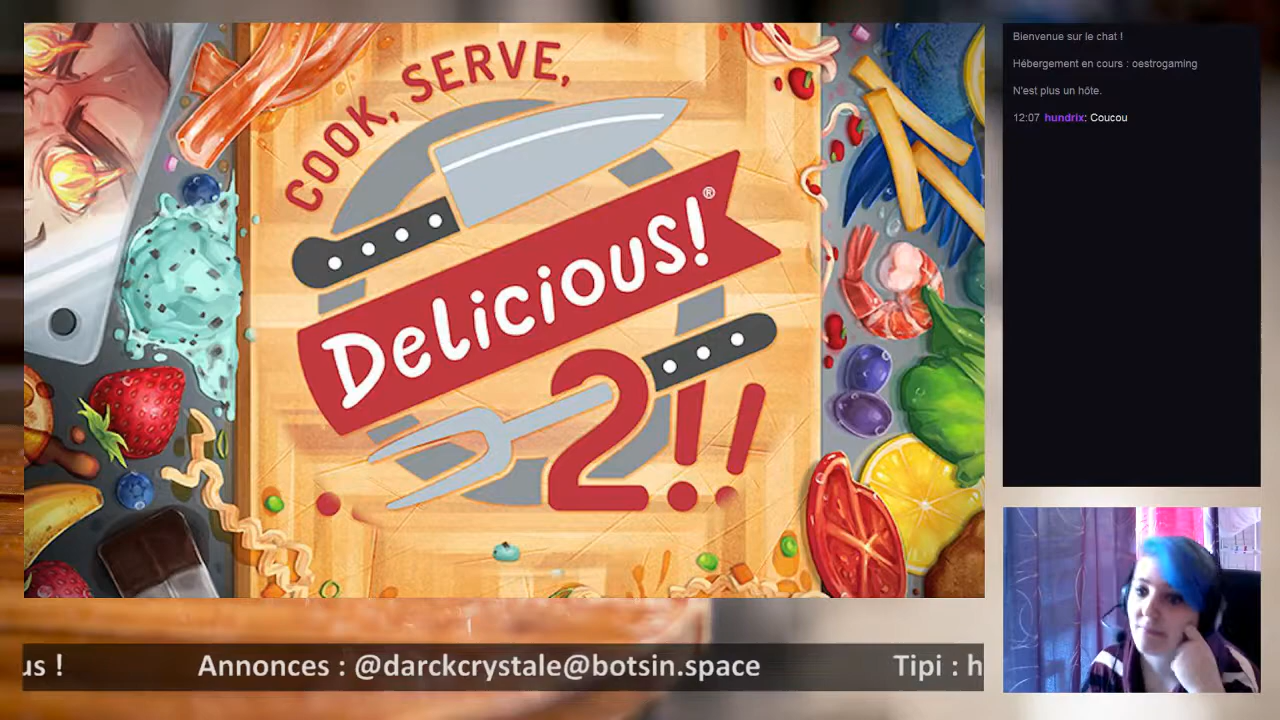 COOK, SERVE,
Delicious!®
2!!
Bienvenue sur le chat !
Hébergement en cours : oestrogaming
N'est plus un hôte.
12:07 hundrix: Coucou
us ! Annonces : @darckcrystale@botsin.space Tipi : h